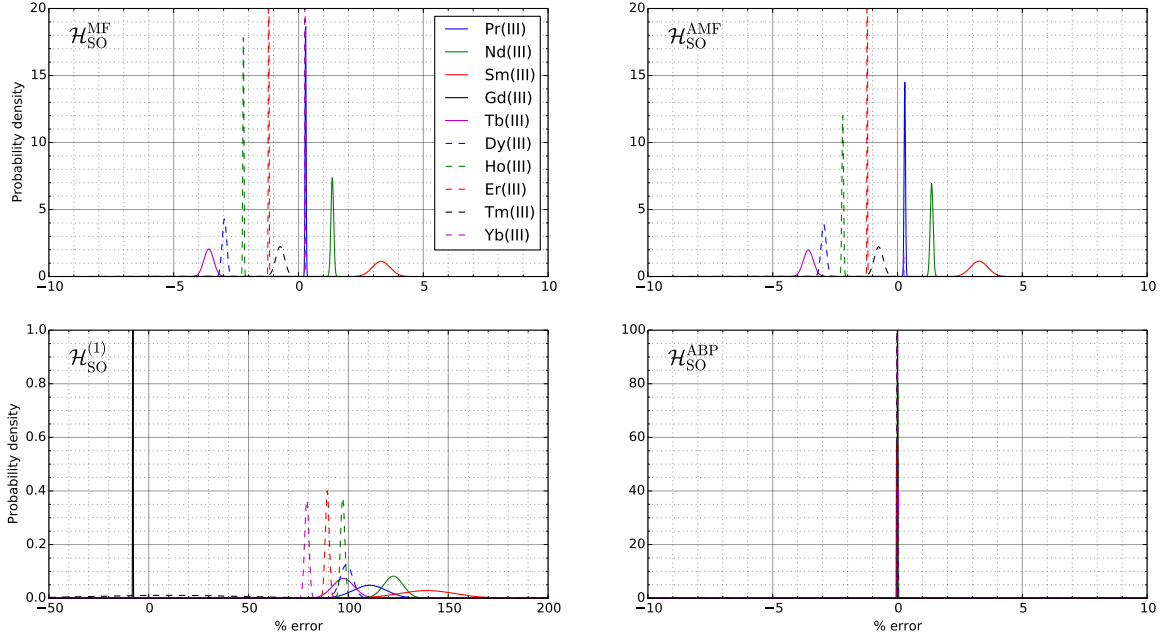 20
15
10
5
0
−10
−5
0
5
10
Probability density
ℋ_SO^MF
Pr(III)
Nd(III)
Sm(III)
Gd(III)
Tb(III)
Dy(III)
Ho(III)
Er(III)
Tm(III)
Yb(III)
20
15
10
5
0
−10
−5
0
5
10
ℋ_SO^AMF
1.0
0.8
0.6
0.4
0.2
0.0
−50
0
50
100
150
200
Probability density
% error
ℋ_SO^(1)
100
80
60
40
20
0
−10
−5
0
5
10
% error
ℋ_SO^ABP